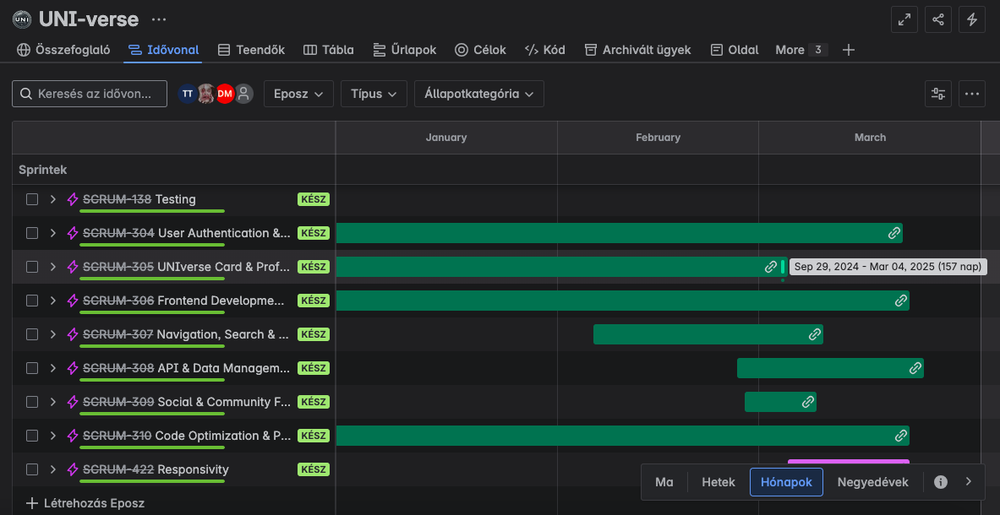 UNI UNI-verse
Összefoglaló Idővonal Teendők Tábla Űrlapok Célok Kód Archivált ügyek Oldal More 3
Keresés az idővon... TT DM Eposz Típus Állapotkategória
January February March
Sprintek
SCRUM-138 Testing KÉSZ
SCRUM-304 User Authentication &... KÉSZ
SCRUM-305 UNIverse Card & Prof... KÉSZ Sep 29, 2024 - Mar 04, 2025 (157 nap)
SCRUM-306 Frontend Developme... KÉSZ
SCRUM-307 Navigation, Search & ... KÉSZ
SCRUM-308 API & Data Managem... KÉSZ
SCRUM-309 Social & Community F... KÉSZ
SCRUM-310 Code Optimization & P... KÉSZ
SCRUM-422 Responsivity KÉSZ
Ma Hetek Hónapok Negyedévek
Létrehozás Eposz